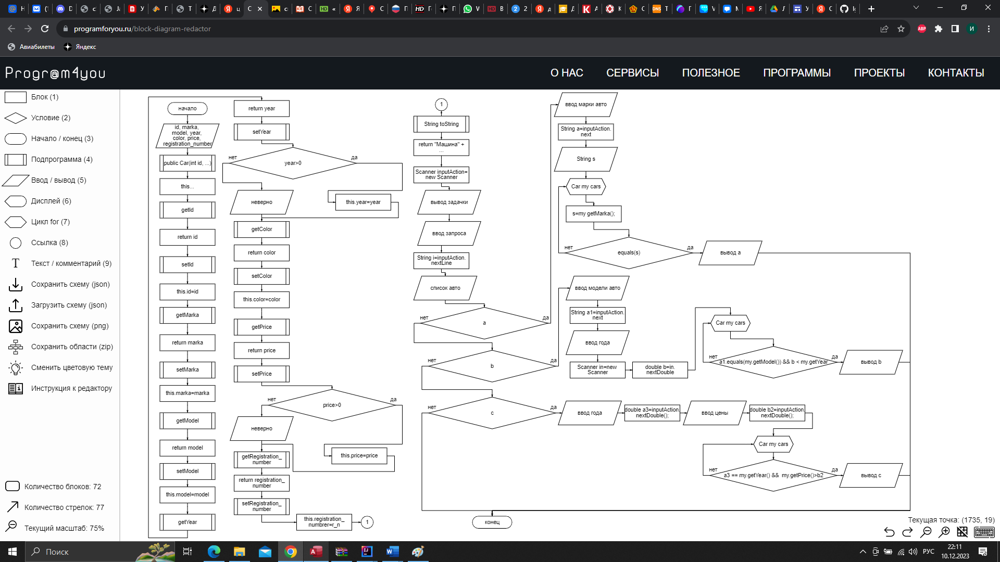 programforyou.ru/block-diagram-redactor
Авиабилеты
Яндекс
Progr@m4you
О НАС
СЕРВИСЫ
ПОЛЕЗНОЕ
ПРОГРАММЫ
ПРОЕКТЫ
КОНТАКТЫ
Блок (1)
Условие (2)
Начало / конец (3)
Подпрограмма (4)
Ввод / вывод (5)
Дисплей (6)
Цикл for (7)
Ссылка (8)
Текст / комментарий (9)
Сохранить схему (json)
Загрузить схему (json)
Сохранить схему (png)
Сохранить области (zip)
Сменить цветовую тему
Инструкция к редактору
Количество блоков: 72
Количество стрелок: 77
Текущий масштаб: 75%
начало
id, marka,
model, year,
color, price,
registration_number
public Car(int id, ...)
this...
getId
return id
setId
this.id=id
getMarka
return marka
setMarka
this.marka=marka
getModel
return model
setModel
this.model=model
getYear
return year
setYear
нет
да
year>0
неверно
this.year=year
getColor
return color
setColor
this.color=color
getPrice
return price
setPrice
нет
да
price>0
неверно
this.price=price
getRegistration_
number
return registration_
number
setRegistration_
number
this.registration_
numbrer=r_n
1
1
String toString
return "Машина" +
...
Scanner inputAction=
new Scanner
вывод задачки
ввод запроса
String i=inputAction.
nextLine
список авто
нет
да
a
нет
да
b
нет
да
c
конец
ввод марки авто
String a=inputAction.
next
String s
Car my cars
s=my getMarka();
нет
да
equals(s)
вывод a
ввод модели авто
String a1=inputAction.
next
ввод года
Scanner in=new
Scanner
double b=in.
nextDouble
Car my cars
нет
да
a1.equals(my.getModel()) && b < my.getYear
вывод b
ввод года
double a3=inputAction.
nextDouble();
ввод цены
double b2=inputAction.
nextDouble();
Car my cars
нет
да
a3 == my.getYear() && my.getPrice()>b2
вывод c
Текущая точка: (1735, 19)
Поиск
РУС
22:11
10.12.2023